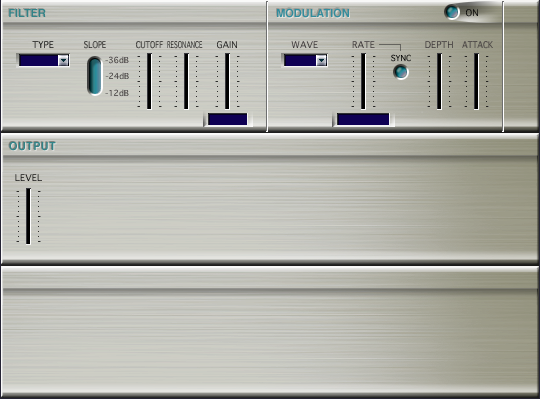 FILTER
MODULATION
ON
TYPE
SLOPE
CUTOFF
RESONANCE
GAIN
WAVE
RATE
DEPTH
ATTACK
SYNC
-36dB
-24dB
-12dB
OUTPUT
LEVEL